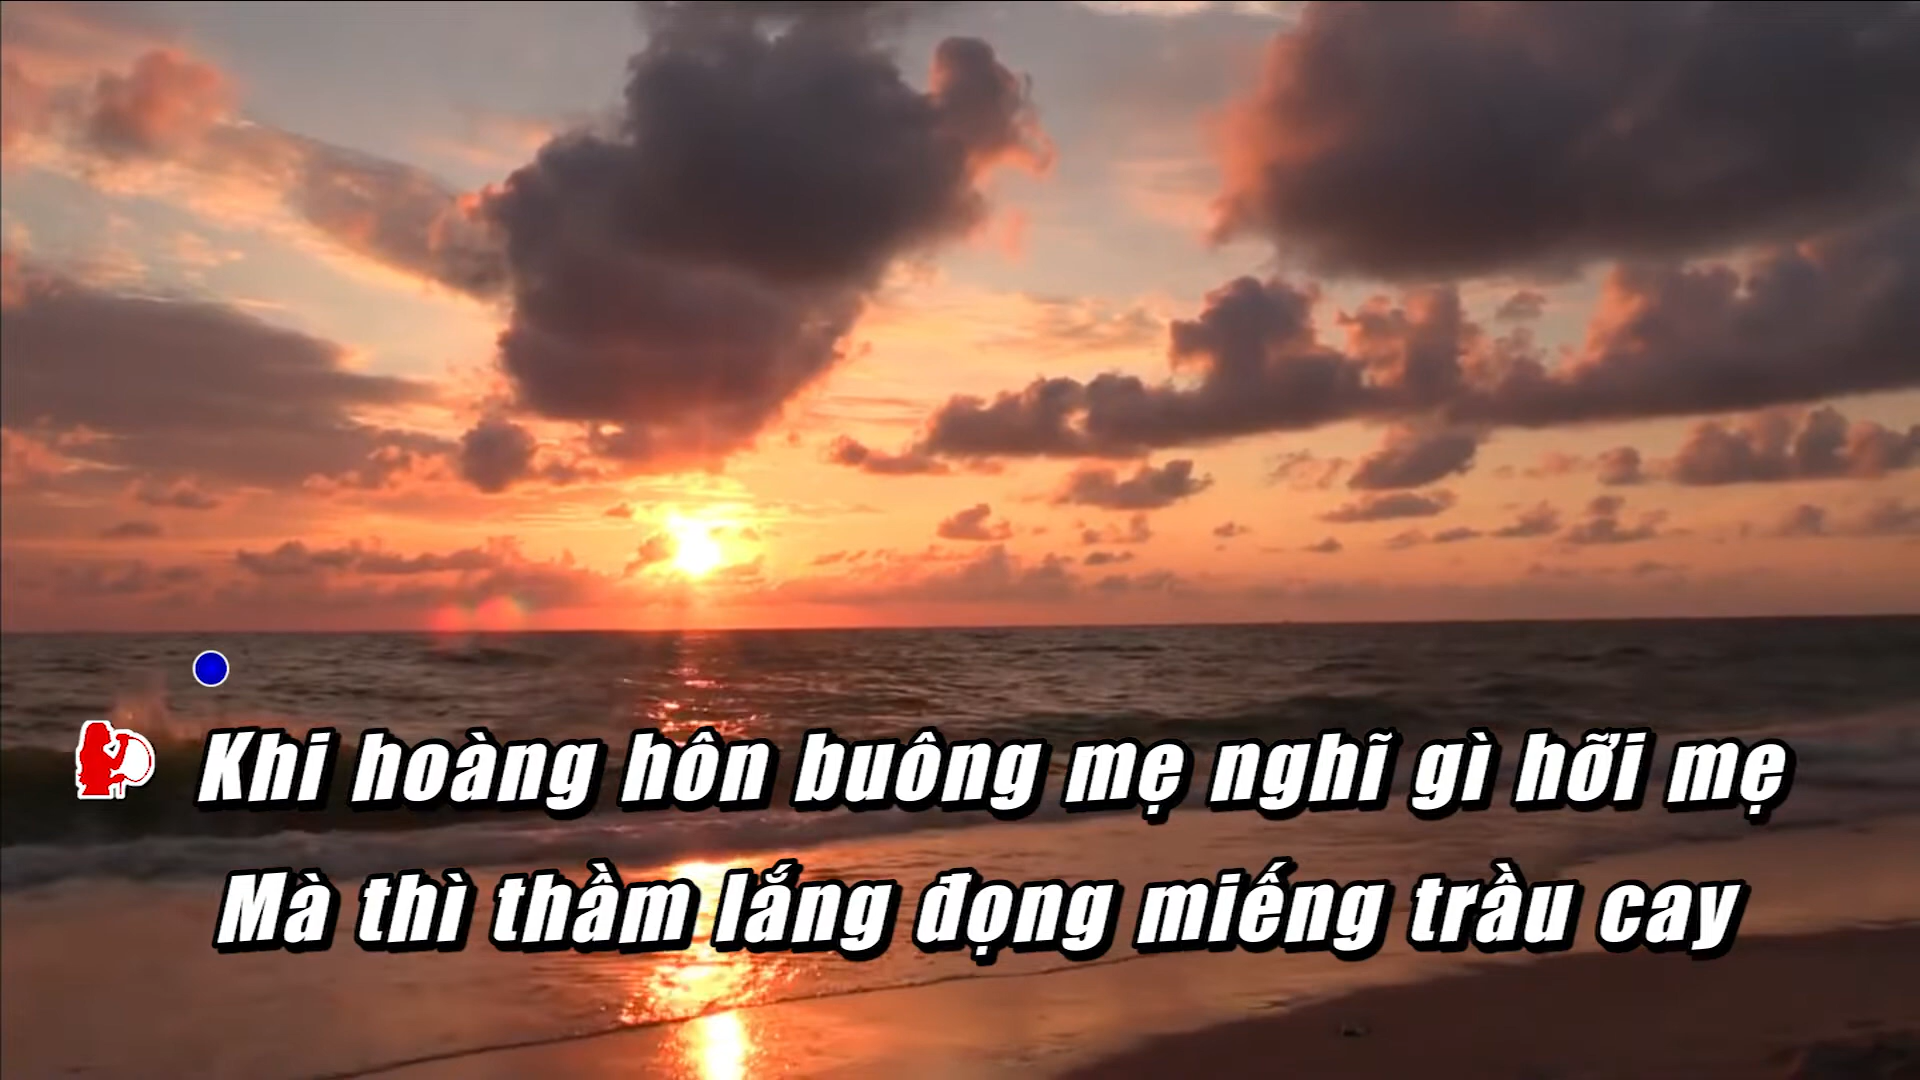 Khi hoàng hôn buông mẹ nghĩ gì hỡi mẹ
Mà thì thầm lắng đọng miếng trầu cay